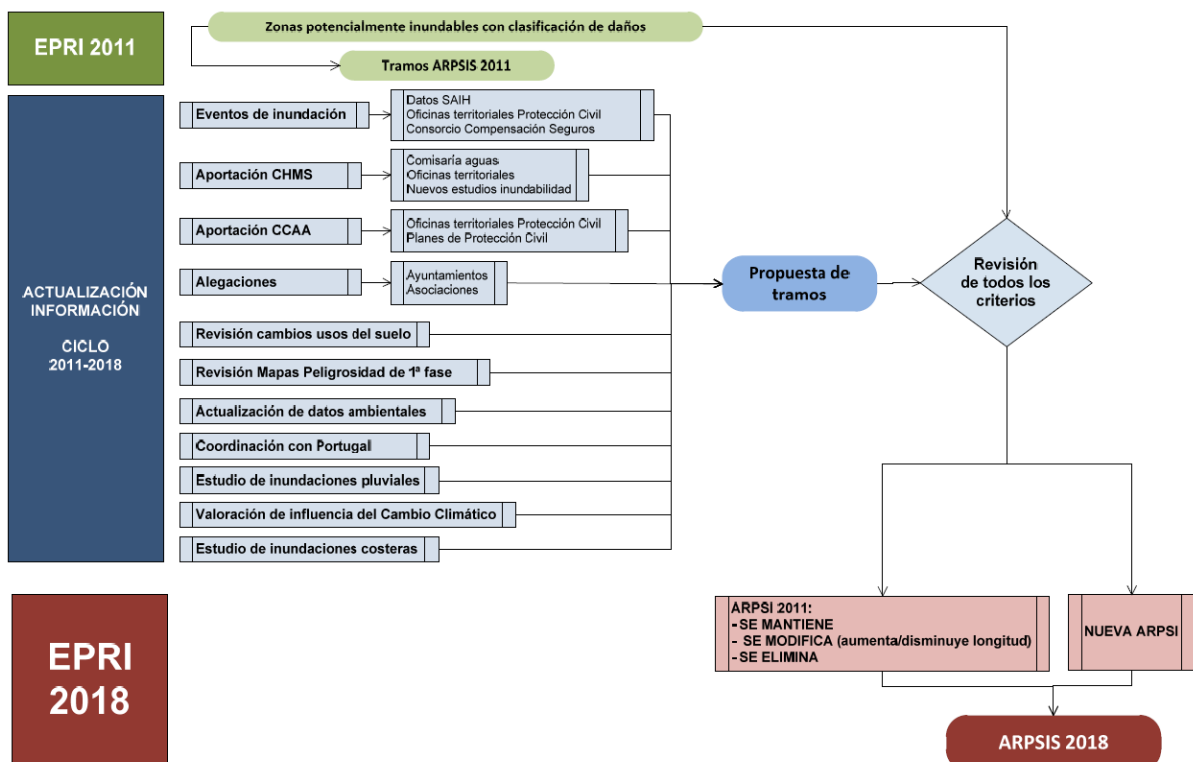 EPRI 2011
Zonas potencialmente inundables con clasificación de daños
Tramos ARPSIS 2011
ACTUALIZACIÓN
INFORMACIÓN
CICLO
2011-2018
Eventos de inundación
Datos SAIH
Oficinas territoriales Protección Civil
Consorcio Compensación Seguros
Aportación CHMS
Comisaría aguas
Oficinas territoriales
Nuevos estudios inundabilidad
Aportación CCAA
Oficinas territoriales Protección Civil
Planes de Protección Civil
Alegaciones
Ayuntamientos
Asociaciones
Revisión cambios usos del suelo
Revisión Mapas Peligrosidad de 1ª fase
Actualización de datos ambientales
Coordinación con Portugal
Estudio de inundaciones pluviales
Valoración de influencia del Cambio Climático
Estudio de inundaciones costeras
Propuesta de
tramos
Revisión
de todos los
criterios
EPRI
2018
ARPSI 2011:
- SE MANTIENE
- SE MODIFICA (aumenta/disminuye longitud)
- SE ELIMINA
NUEVA ARPSI
ARPSIS 2018